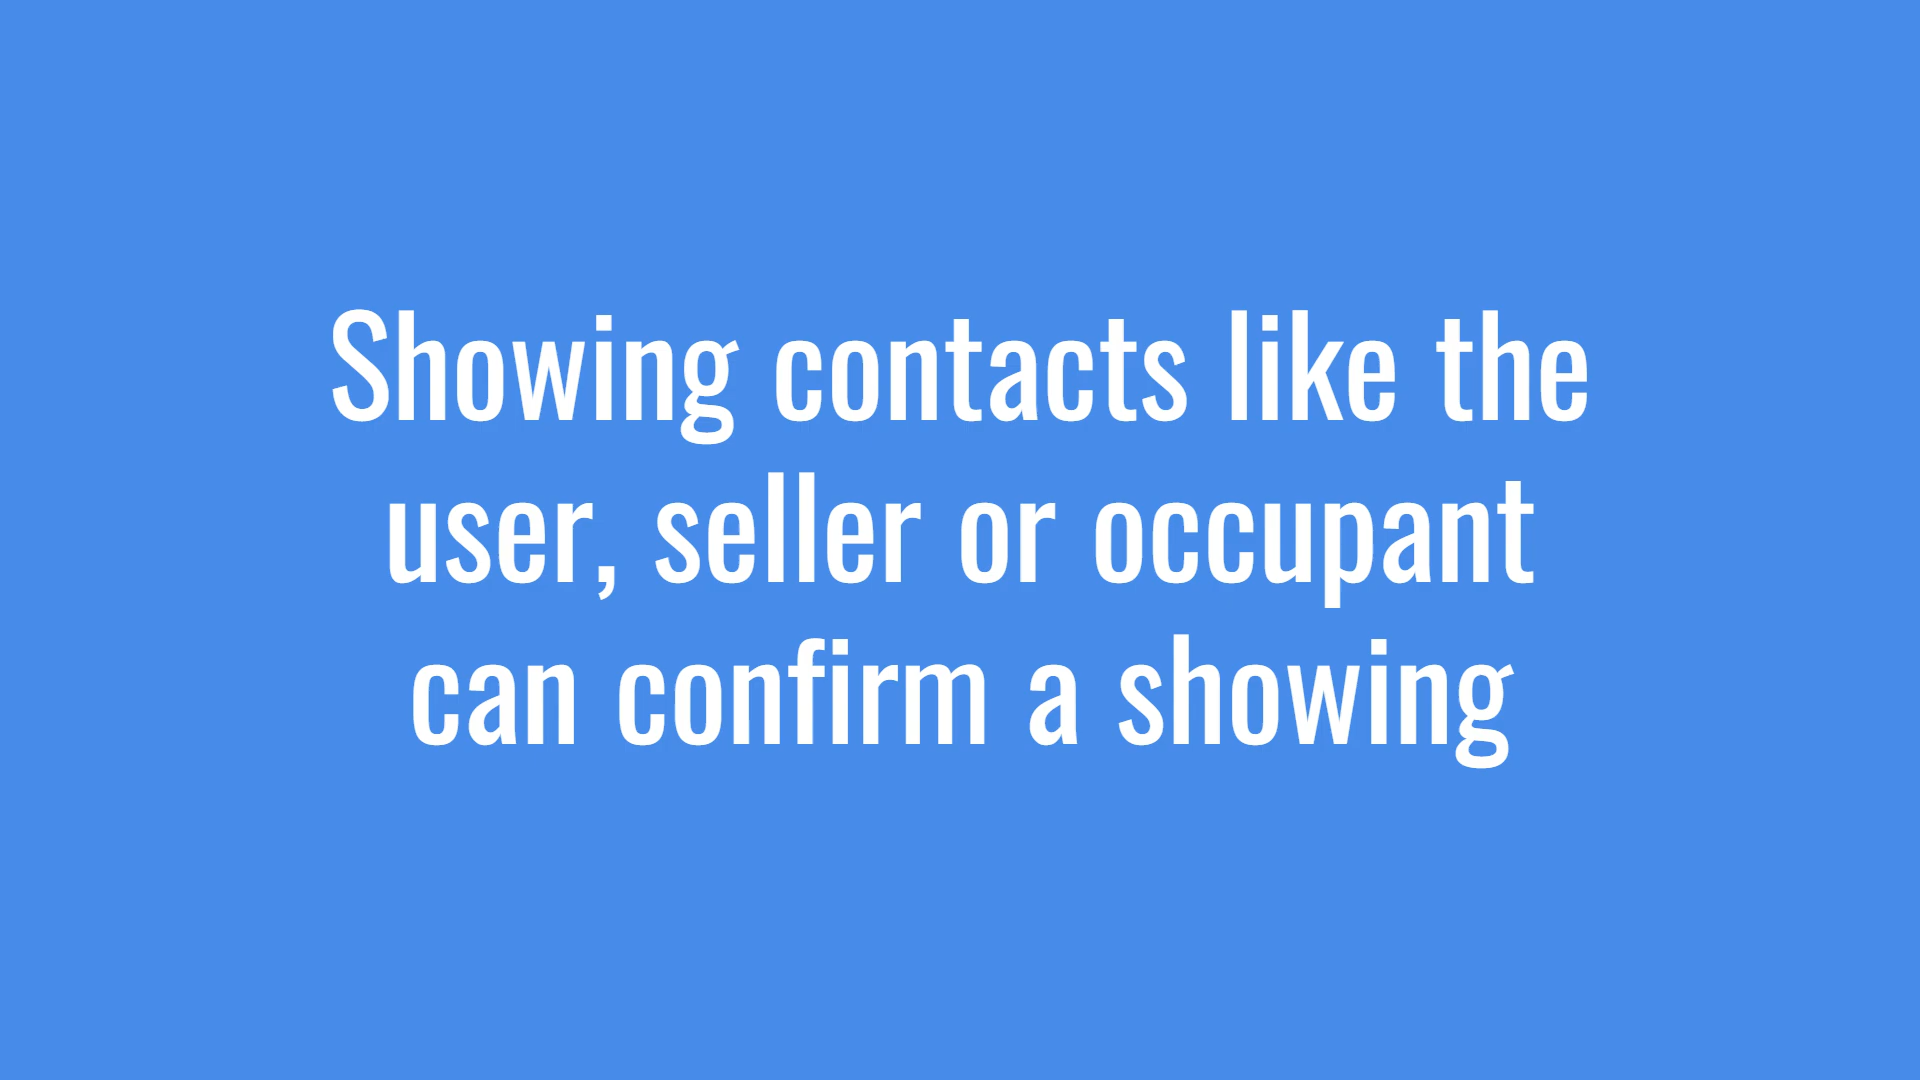 Showing contacts like the
user, seller or occupant
can confirm a showing